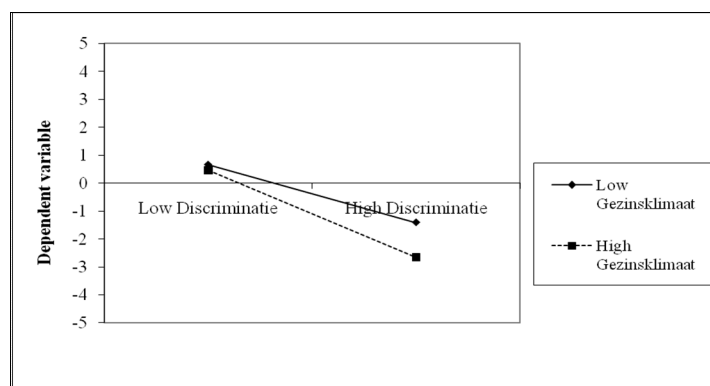 5
4
3
2
1
0
-1
-2
-3
-4
-5
Dependent variable
Low Discriminatie
High Discriminatie
Low
Gezinsklimaat
High
Gezinsklimaat